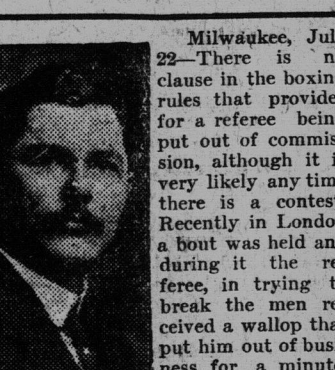 Milwaukee, Jul
22—There is n
clause in the boxin
rules that provide
for a referee bein
put out of commis
sion, although it i
very likely any tim
there is a contes
Recently in Londo
a bout was held an
during it the re
feree, in trying t
break the men re
ceived a wallop tha
put him out of bus
ness for a minut